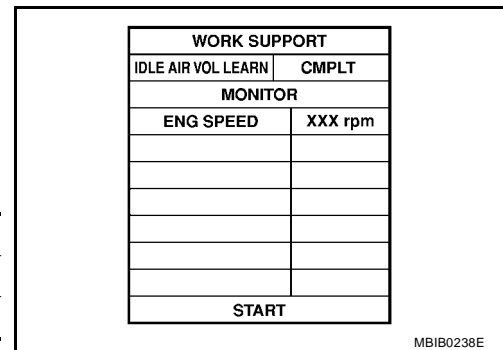 WORK SUPPORT
IDLE AIR VOL LEARN CMPLT
MONITOR
ENG SPEED XXX rpm
START
MBIB0238E